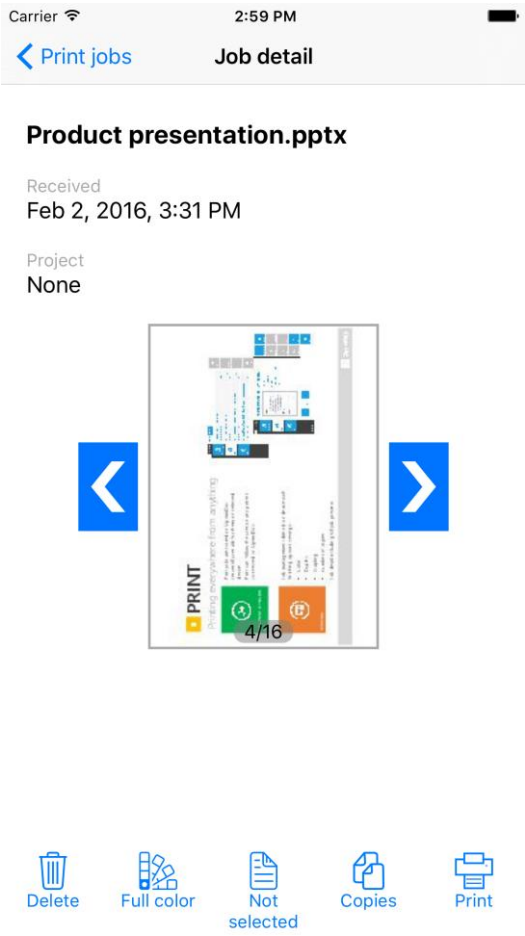 Carrier 2:59 PM
Print jobs Job detail
Product presentation.pptx
Received
Feb 2, 2016, 3:31 PM
Project
None
PRINT
Printing everywhere from anything
4/16
Delete Full color Not selected Copies Print